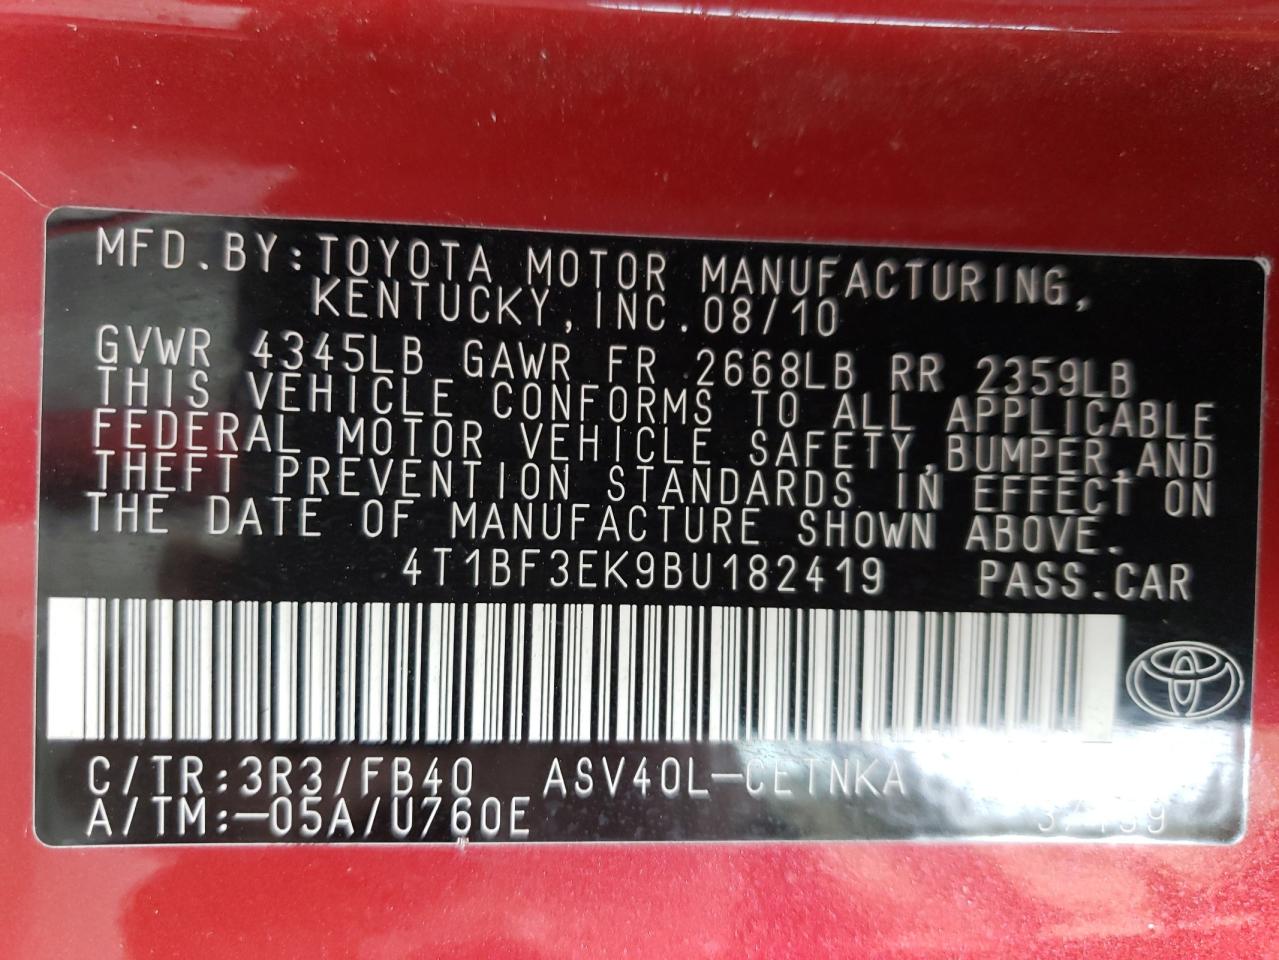 MFD.BY:TOYOTA MOTOR MANUFACTURING,
KENTUCKY,INC.08/10
GVWR 4345LB GAWR FR 2668LB RR 2359LB
THIS VEHICLE CONFORMS TO ALL APPLICABLE
FEDERAL MOTOR VEHICLE SAFETY,BUMPER,AND
THEFT PREVENTION STANDARDS IN EFFECT ON
THE DATE OF MANUFACTURE SHOWN ABOVE.
4T1BF3EK9BU182419 PASS.CAR
C/TR:3R3/FB40 ASV40L-CETNKA
A/TM:-05A/U760E